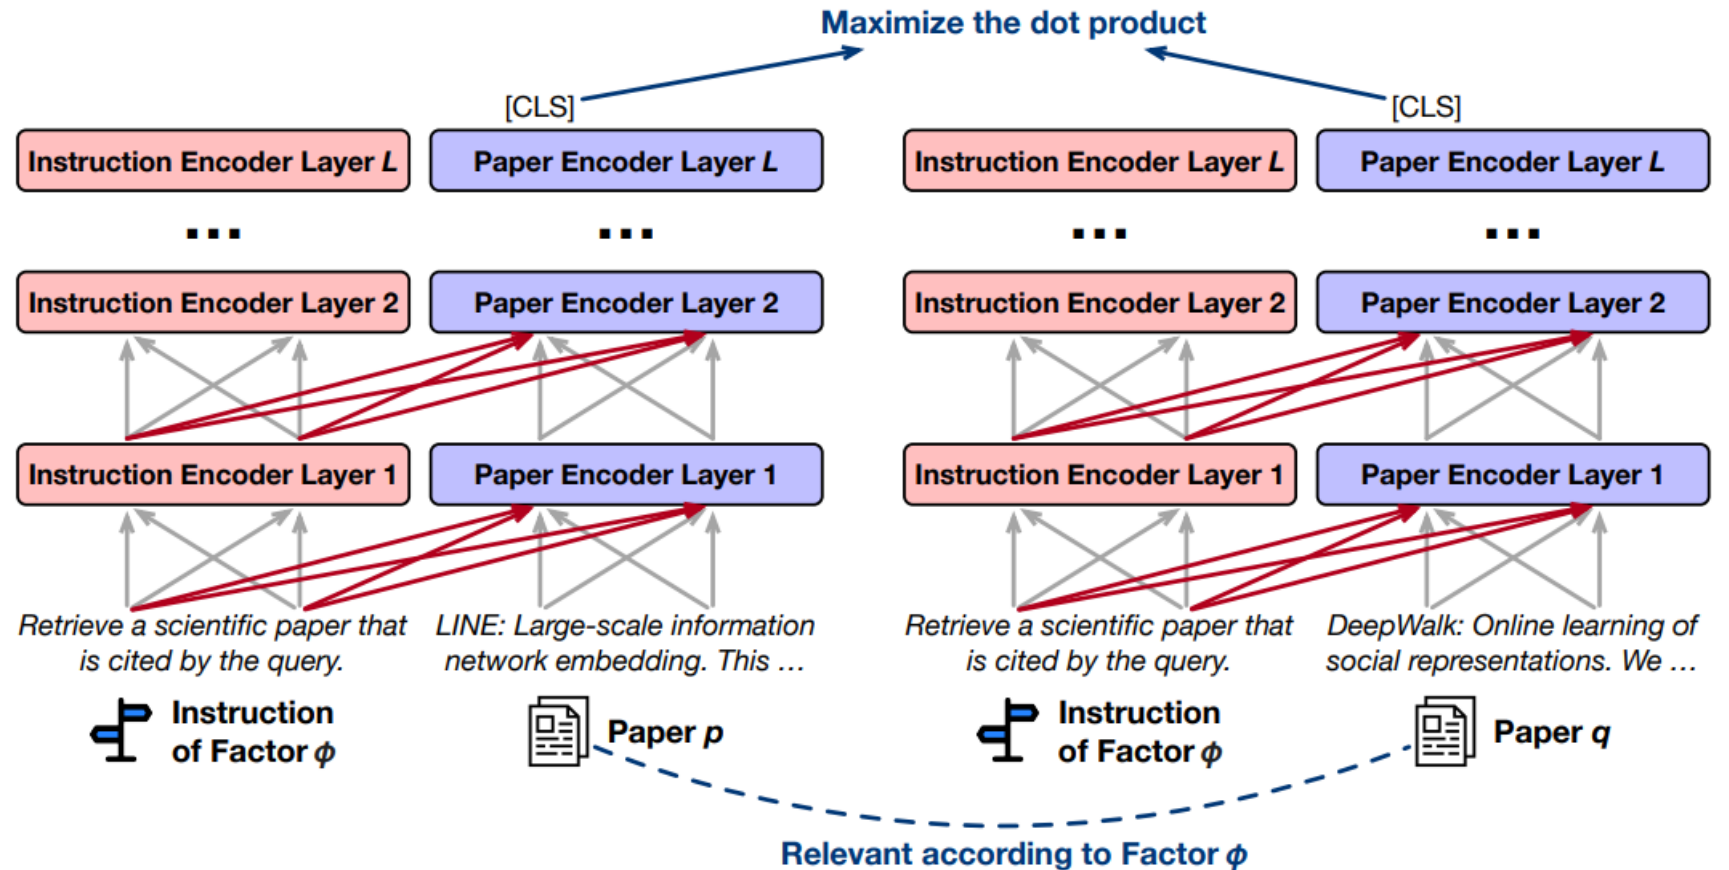 Maximize the dot product
[CLS]
[CLS]
Instruction Encoder Layer L
Paper Encoder Layer L
Instruction Encoder Layer L
Paper Encoder Layer L
...
...
...
...
Instruction Encoder Layer 2
Paper Encoder Layer 2
Instruction Encoder Layer 2
Paper Encoder Layer 2
Instruction Encoder Layer 1
Paper Encoder Layer 1
Instruction Encoder Layer 1
Paper Encoder Layer 1
Retrieve a scientific paper that
is cited by the query.
LINE: Large-scale information
network embedding. This ...
Retrieve a scientific paper that
is cited by the query.
DeepWalk: Online learning of
social representations. We ...
Instruction
of Factor ϕ
Paper p
Instruction
of Factor ϕ
Paper q
Relevant according to Factor ϕ